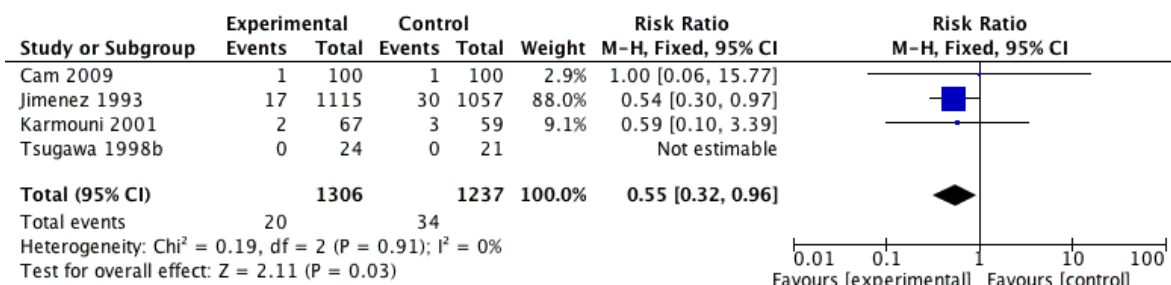 Experimental Control Risk Ratio Risk Ratio
Study or Subgroup Events Total Events Total Weight M-H, Fixed, 95% CI M-H, Fixed, 95% CI
Cam 2009 1 100 1 100 2.9% 1.00 [0.06, 15.77]
Jimenez 1993 17 1115 30 1057 88.0% 0.54 [0.30, 0.97]
Karmouni 2001 2 67 3 59 9.1% 0.59 [0.10, 3.39]
Tsugawa 1998b 0 24 0 21 Not estimable
Total (95% CI) 1306 1237 100.0% 0.55 [0.32, 0.96]
Total events 20 34
Heterogeneity: Chi² = 0.19, df = 2 (P = 0.91); I² = 0%
Test for overall effect: Z = 2.11 (P = 0.03)
0.01 0.1 1 10 100
Favours [experimental] Favours [control]